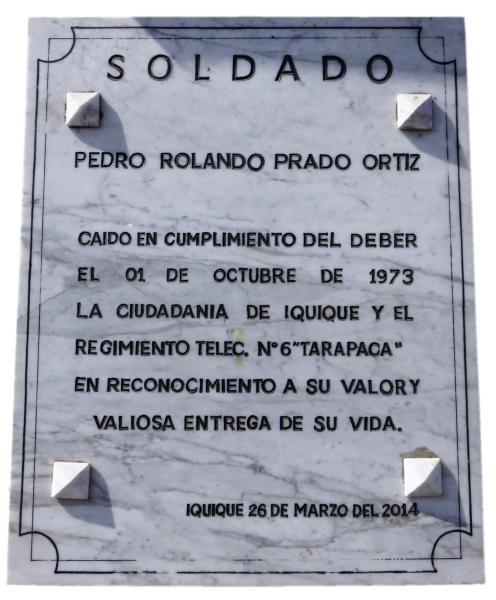 SOLDADO
PEDRO ROLANDO PRADO ORTIZ
CAIDO EN CUMPLIMIENTO DEL DEBER
EL 01 DE OCTUBRE DE 1973
LA CIUDADANIA DE IQUIQUE Y EL
REGIMIENTO TELEC. N°6 "TARAPACA"
EN RECONOCIMIENTO A SU VALOR Y
VALIOSA ENTREGA DE SU VIDA.
IQUIQUE 26 DE MARZO DEL 2014